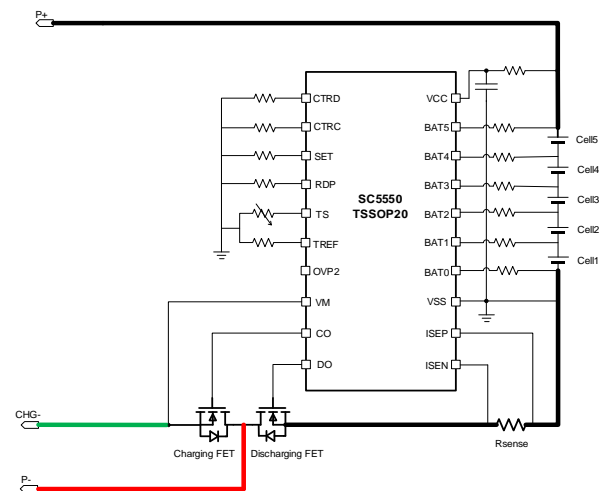 P+
CTRD
VCC
CTRC
BAT5
Cell5
SET
BAT4
Cell4
RDP
BAT3
Cell3
SC5550
TSSOP20
TS
BAT2
Cell2
TREF
BAT1
Cell1
OVP2
BAT0
VM
VSS
CO
ISEP
DO
ISEN
CHG-
Charging FET
Discharging FET
Rsense
P-